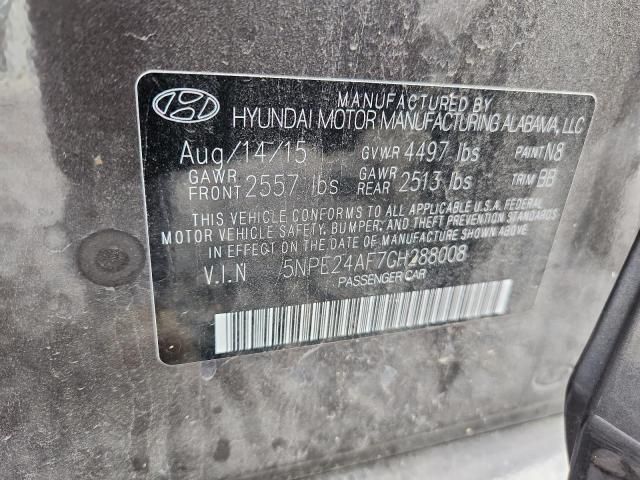 MANUFACTURED BY
HYUNDAI MOTOR MANUFACTURING ALABAMA, LLC
Aug/14/15 GVWR 4497 lbs PAINT N8
GAWR FRONT 2557 lbs GAWR REAR 2513 lbs TRIM BB
THIS VEHICLE CONFORMS TO ALL APPLICABLE U.S.A. FEDERAL
MOTOR VEHICLE SAFETY, BUMPER, AND THEFT PREVENTION STANDARDS
IN EFFECT ON THE DATE OF MANUFACTURE SHOWN ABOVE.
V.I.N 5NPE24AF7GH288008
PASSENGER CAR